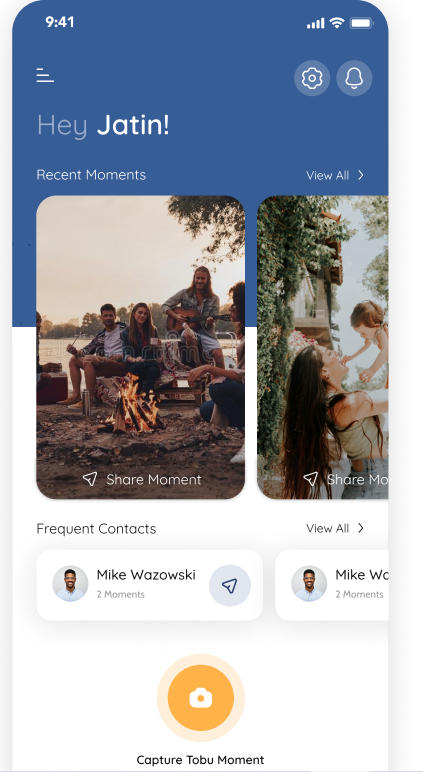 9:41
Hey Jatin!
Recent Moments
View All
Share Moment
Share Mo
Frequent Contacts
View All
Mike Wazowski
2 Moments
Mike Wo
2 Moments
Capture Tobu Moment